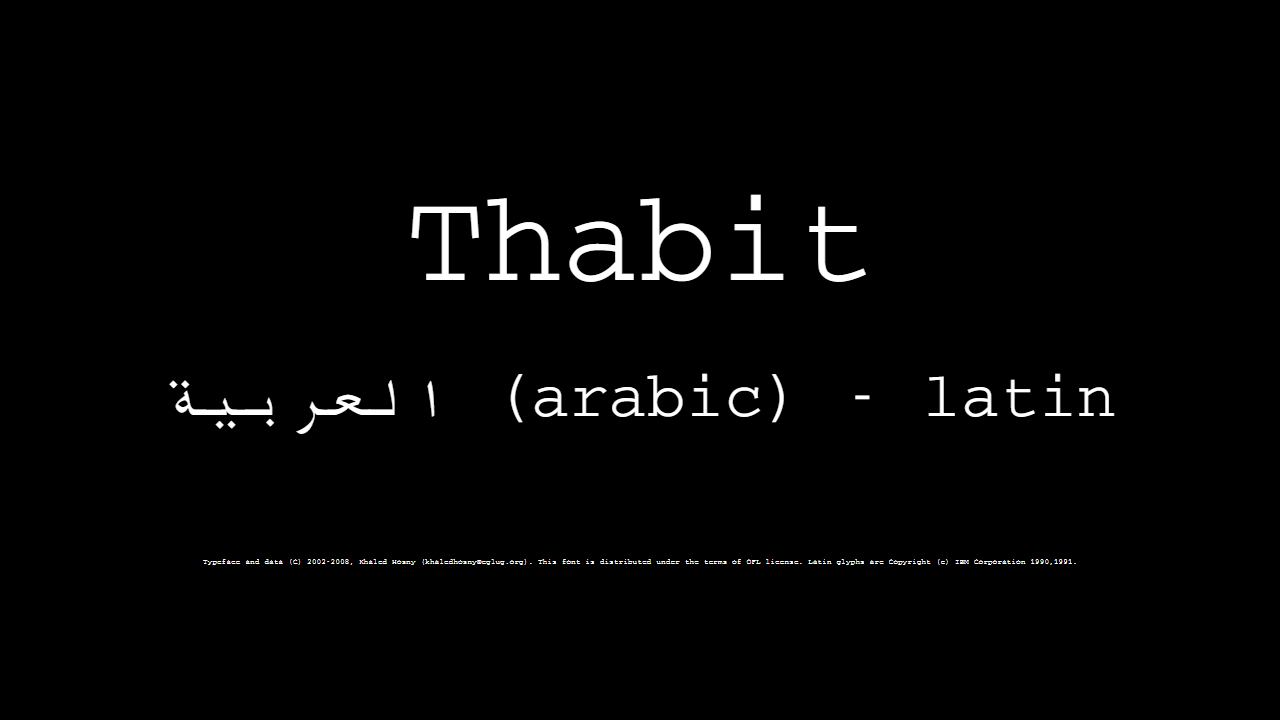 Thabit
العربية (arabic) - latin
Typeface and data (C) 2002-2008, Khaled Hosny (khaledhosny@eglug.org). This font is distributed under the terms of OFL license. Latin glyphs are Copyright (c) IBM Corporation 1990,1991.